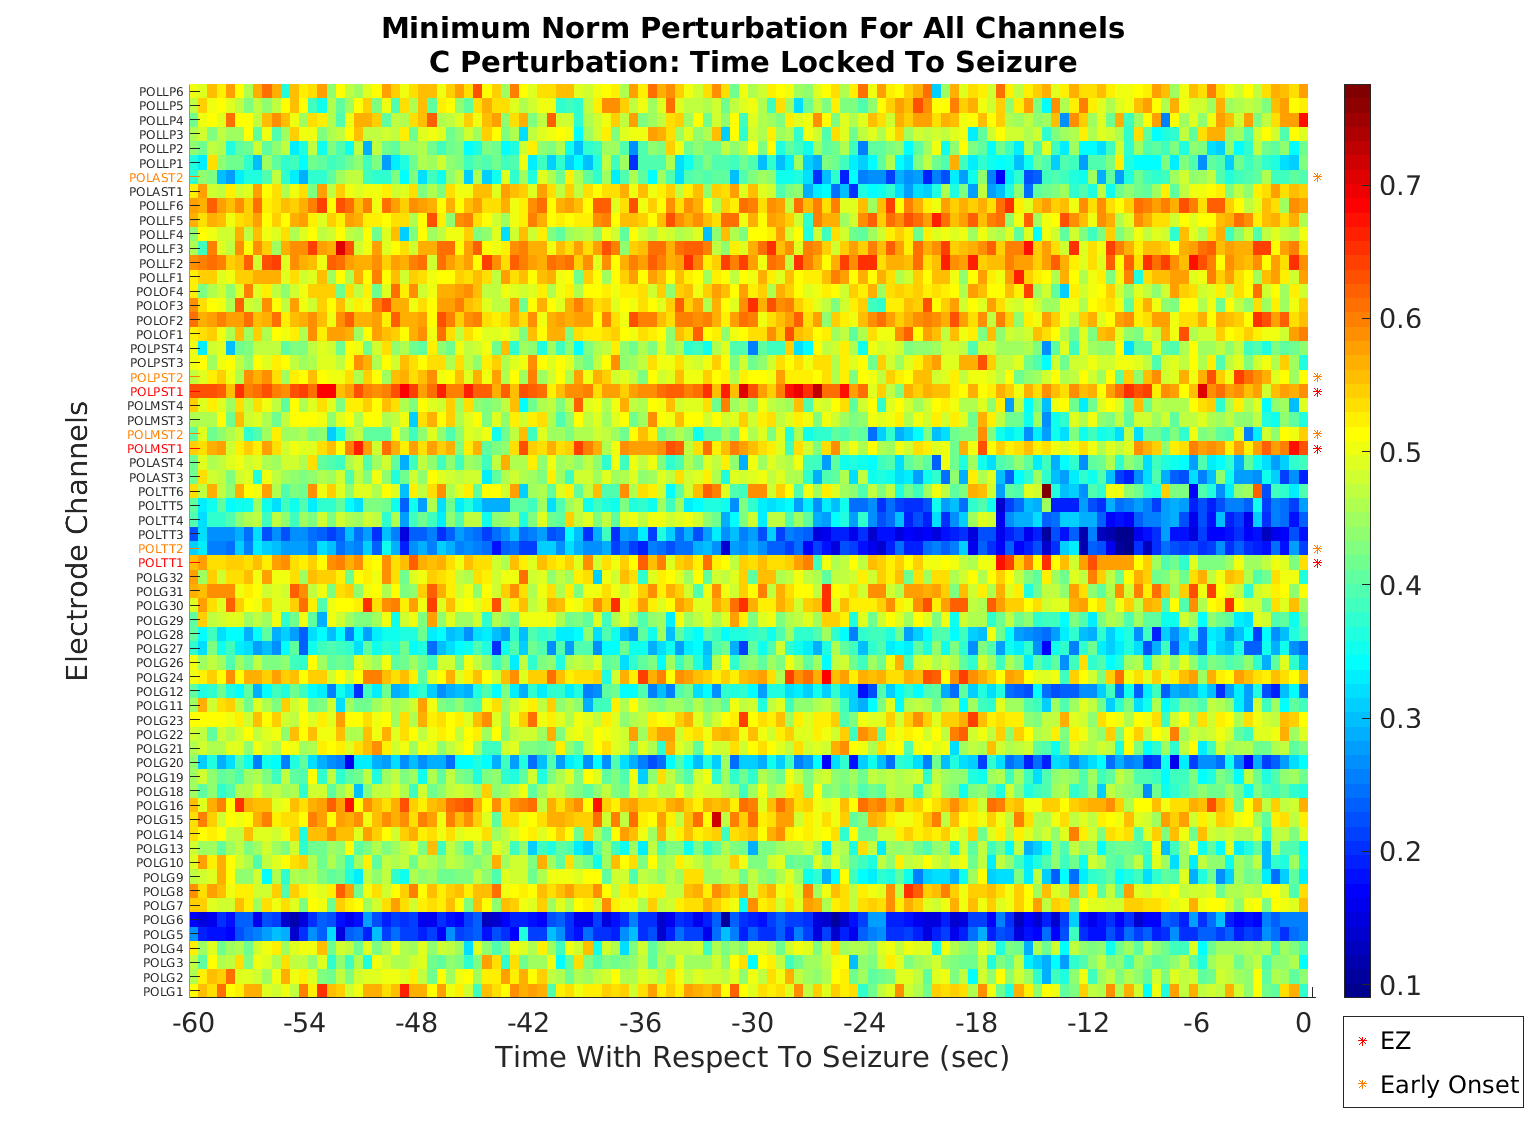 Minimum Norm Perturbation For All Channels
C Perturbation: Time Locked To Seizure
Electrode Channels
POLLP6
POLLP5
POLLP4
POLLP3
POLLP2
POLLP1
POLAST2
POLAST1
POLLF6
POLLF5
POLLF4
POLLF3
POLLF2
POLLF1
POLOF4
POLOF3
POLOF2
POLOF1
POLPST4
POLPST3
POLPST2
POLPST1
POLMST4
POLMST3
POLMST2
POLMST1
POLAST4
POLAST3
POLTT6
POLTT5
POLTT4
POLTT3
POLTT2
POLTT1
POLG32
POLG31
POLG30
POLG29
POLG28
POLG27
POLG26
POLG24
POLG12
POLG11
POLG23
POLG22
POLG21
POLG20
POLG19
POLG18
POLG16
POLG15
POLG14
POLG13
POLG10
POLG9
POLG8
POLG7
POLG6
POLG5
POLG4
POLG3
POLG2
POLG1
-60 -54 -48 -42 -36 -30 -24 -18 -12 -6 0
Time With Respect To Seizure (sec)
0.7
0.6
0.5
0.4
0.3
0.2
0.1
EZ
Early Onset